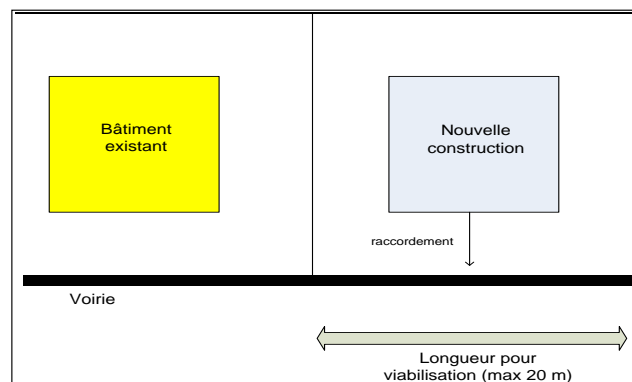 Bâtiment
existant
Nouvelle
construction
raccordement
Voirie
Longueur pour
viabilisation (max 20 m)